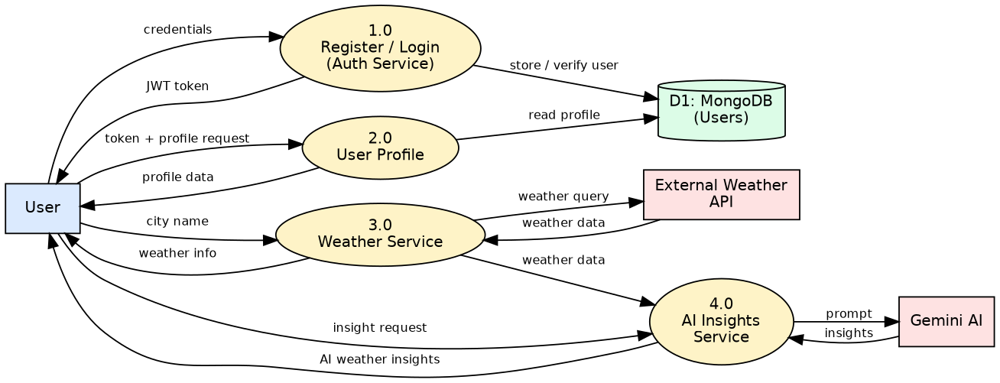 credentials
1.0
Register / Login
(Auth Service)
JWT token
store / verify user
D1: MongoDB
(Users)
read profile
token + profile request
2.0
User Profile
profile data
User
city name
weather info
3.0
Weather Service
weather query
External Weather
API
weather data
weather data
insight request
AI weather insights
4.0
AI Insights
Service
prompt
insights
Gemini AI